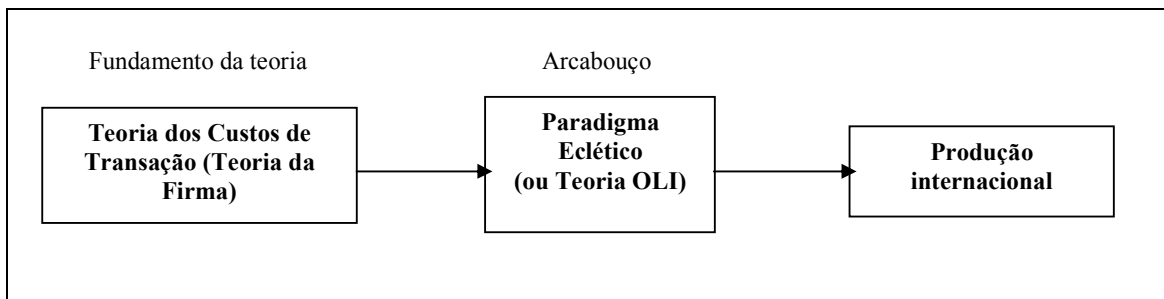 Fundamento da teoria
Arcabouço
Teoria dos Custos de
Transação (Teoria da
Firma)
Paradigma
Eclético
(ou Teoria OLI)
Produção
internacional